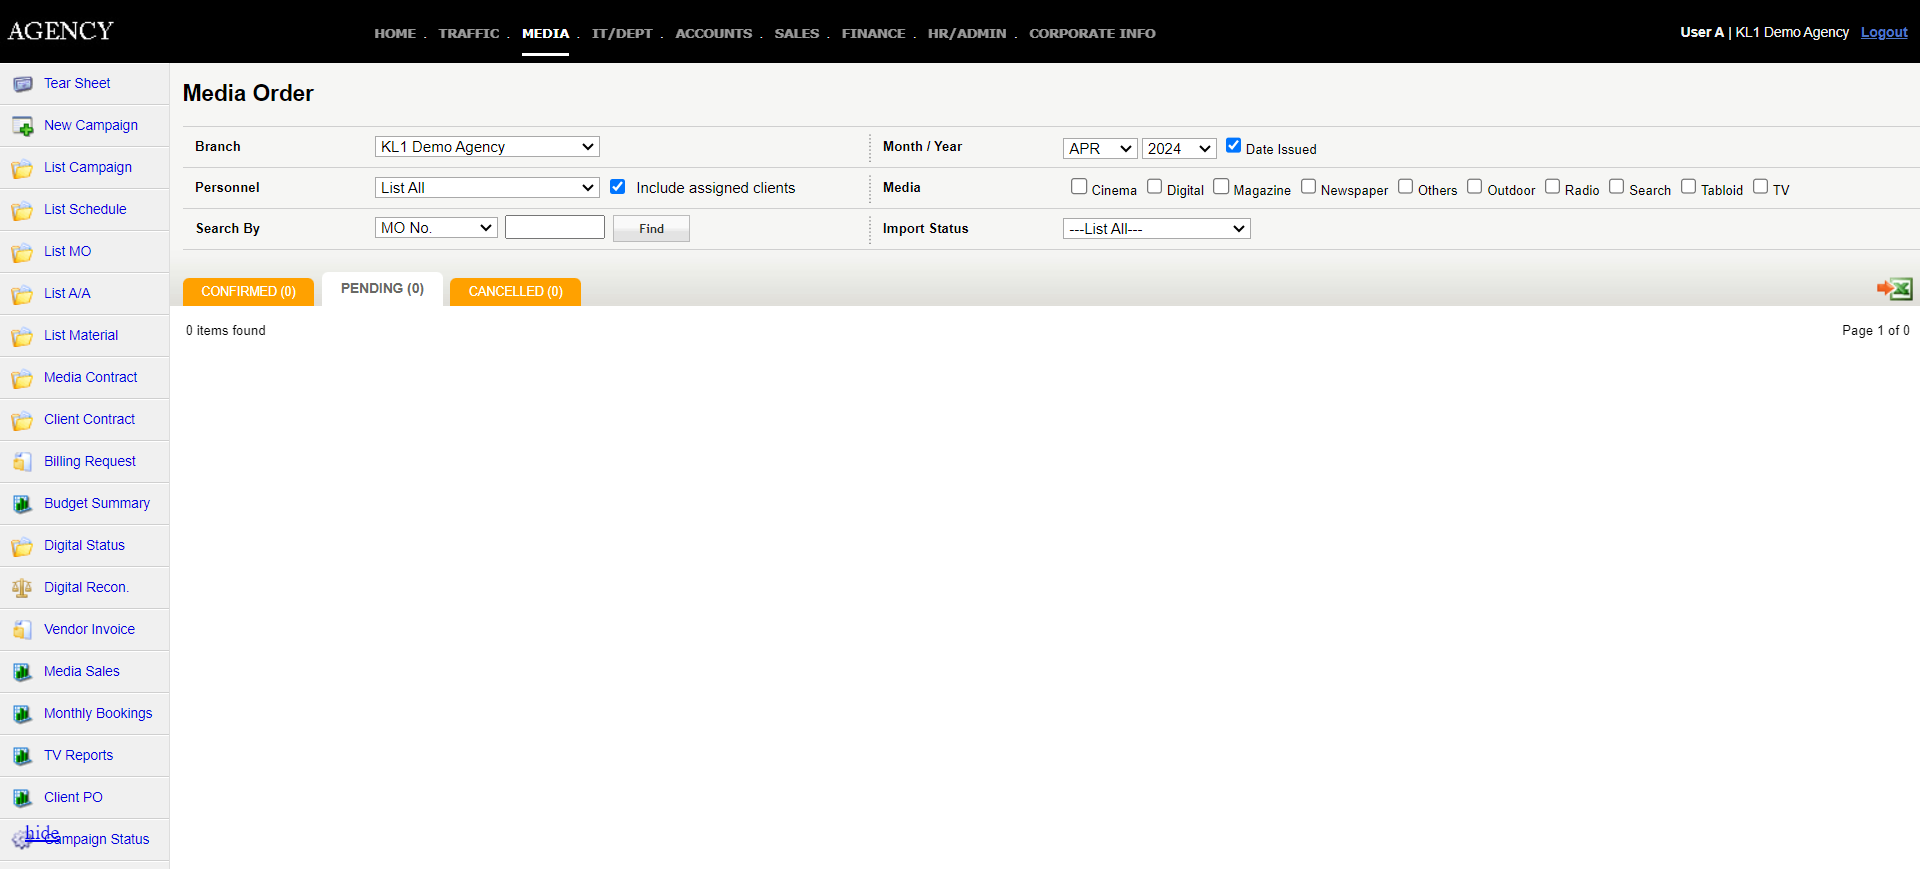 AGENCY
HOME . TRAFFIC . MEDIA . IT/DEPT . ACCOUNTS . SALES . FINANCE . HR/ADMIN . CORPORATE INFO
User A | KL1 Demo Agency Logout
Tear Sheet
New Campaign
List Campaign
List Schedule
List MO
List A/A
List Material
Media Contract
Client Contract
Billing Request
Budget Summary
Digital Status
Digital Recon.
Vendor Invoice
Media Sales
Monthly Bookings
TV Reports
Client PO
hide
Campaign Status
Media Order
Branch KL1 Demo Agency Month / Year APR 2024 Date Issued
Personnel List All Include assigned clients Media Cinema Digital Magazine Newspaper Others Outdoor Radio Search Tabloid TV
Search By MO No. Find Import Status ---List All---
CONFIRMED (0) PENDING (0) CANCELLED (0)
0 items found Page 1 of 0